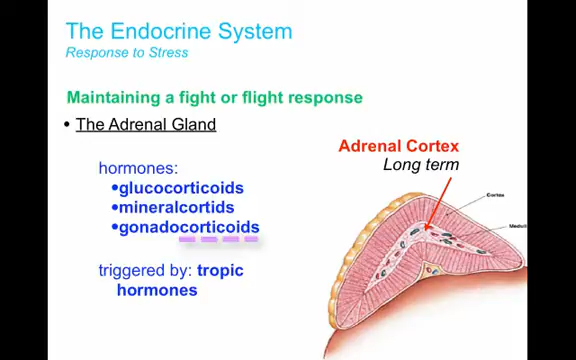 The Endocrine System
Response to Stress
Maintaining a fight or flight response
• The Adrenal Gland
Adrenal Cortex
Long term
hormones:
•glucocorticoids
•mineralcortids
•gonadocorticoids
triggered by: tropic
hormones
Cortex